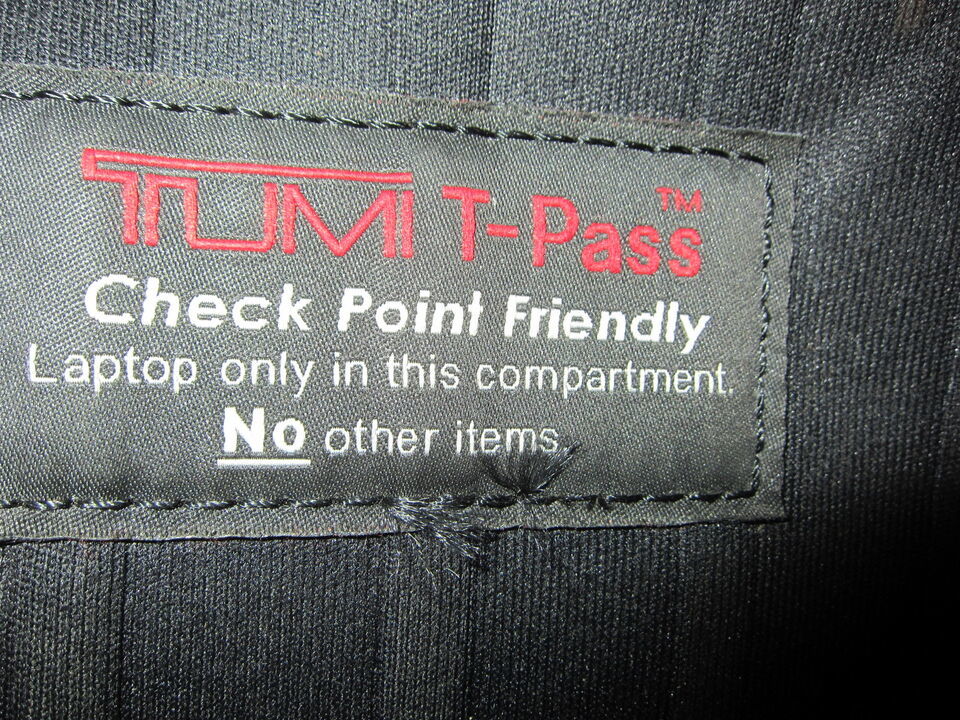 TUMI T-Pass™
Check Point Friendly
Laptop only in this compartment.
No other items.